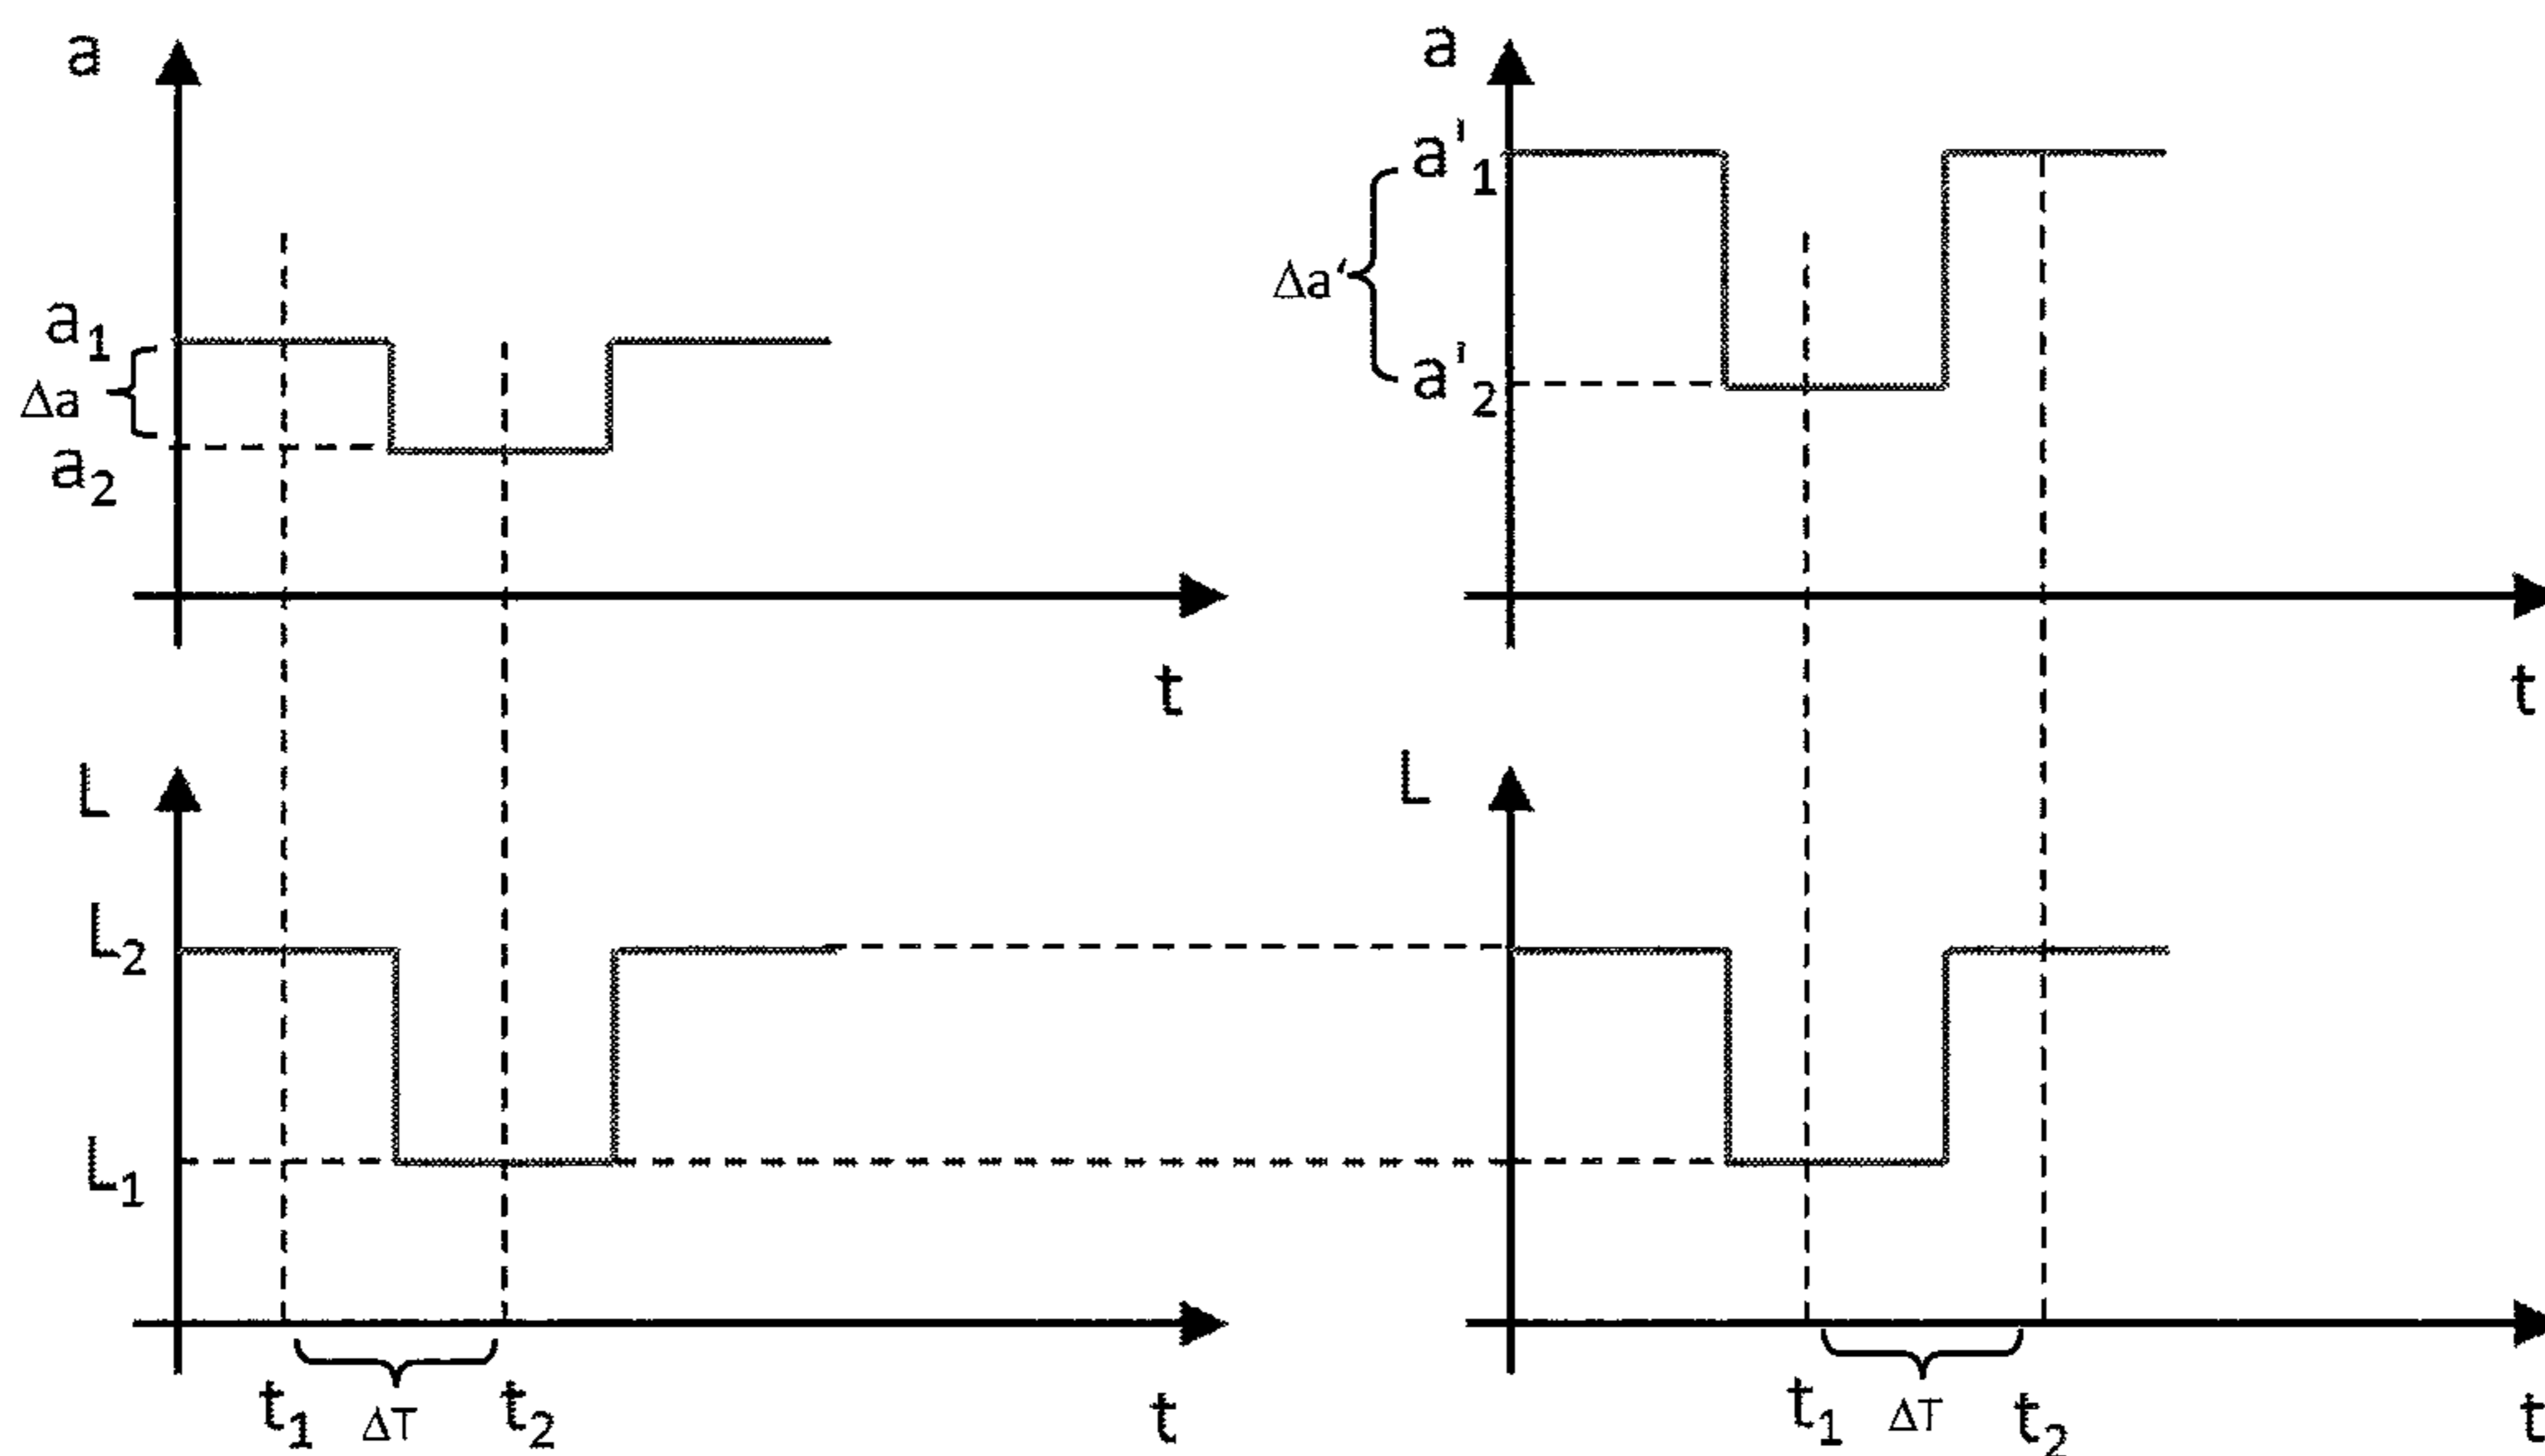 a
a₁
Δa
a₂
t
a
a'₁
Δa'
a'₂
t
L
L₂
L₁
t₁ ΔT t₂ t
L
t₁ ΔT t₂ t